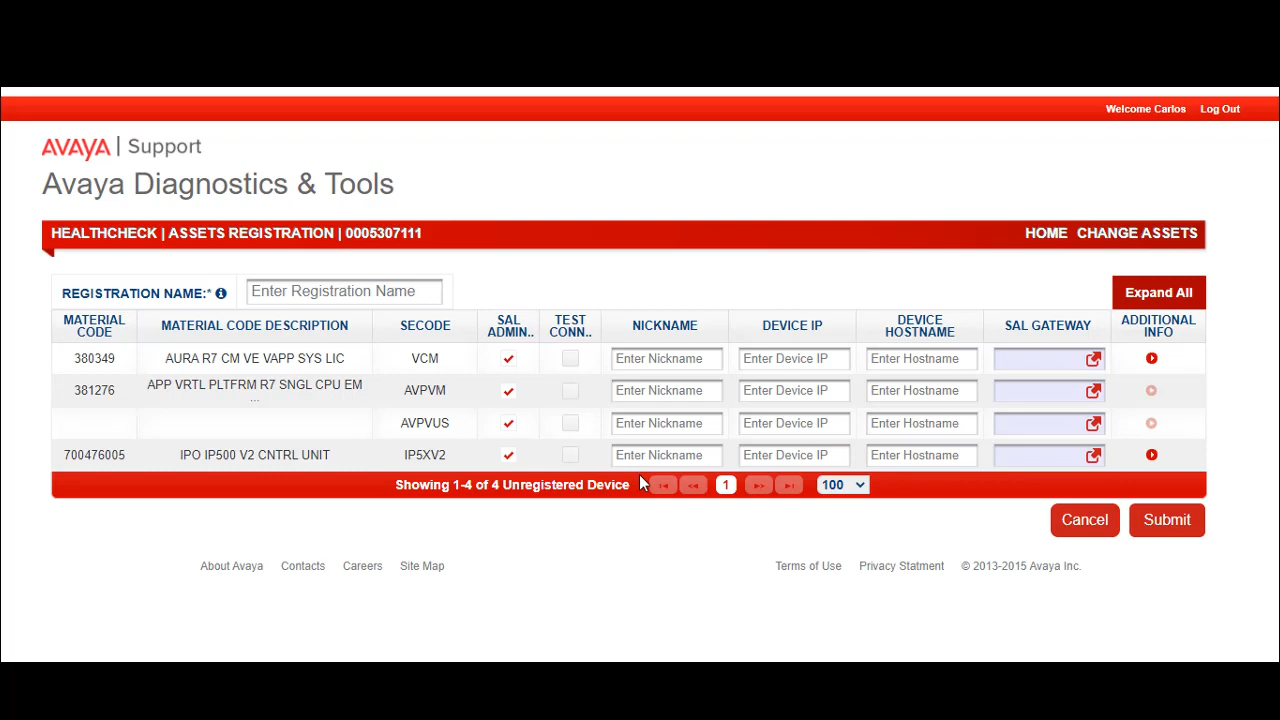 Welcome Carlos Log Out
AVAYA | Support
Avaya Diagnostics & Tools
HEALTHCHECK | ASSETS REGISTRATION | 0005307111 HOME CHANGE ASSETS
REGISTRATION NAME:* Enter Registration Name Expand All
MATERIAL CODE MATERIAL CODE DESCRIPTION SECODE SAL ADMIN.. TEST CONN.. NICKNAME DEVICE IP DEVICE HOSTNAME SAL GATEWAY ADDITIONAL INFO
380349 AURA R7 CM VE VAPP SYS LIC VCM Enter Nickname Enter Device IP Enter Hostname
381276 APP VRTL PLTFRM R7 SNGL CPU EM ... AVPVM Enter Nickname Enter Device IP Enter Hostname
AVPVUS Enter Nickname Enter Device IP Enter Hostname
700476005 IPO IP500 V2 CNTRL UNIT IP5XV2 Enter Nickname Enter Device IP Enter Hostname
Showing 1-4 of 4 Unregistered Device 1 100
Cancel Submit
About Avaya Contacts Careers Site Map Terms of Use Privacy Statment © 2013-2015 Avaya Inc.